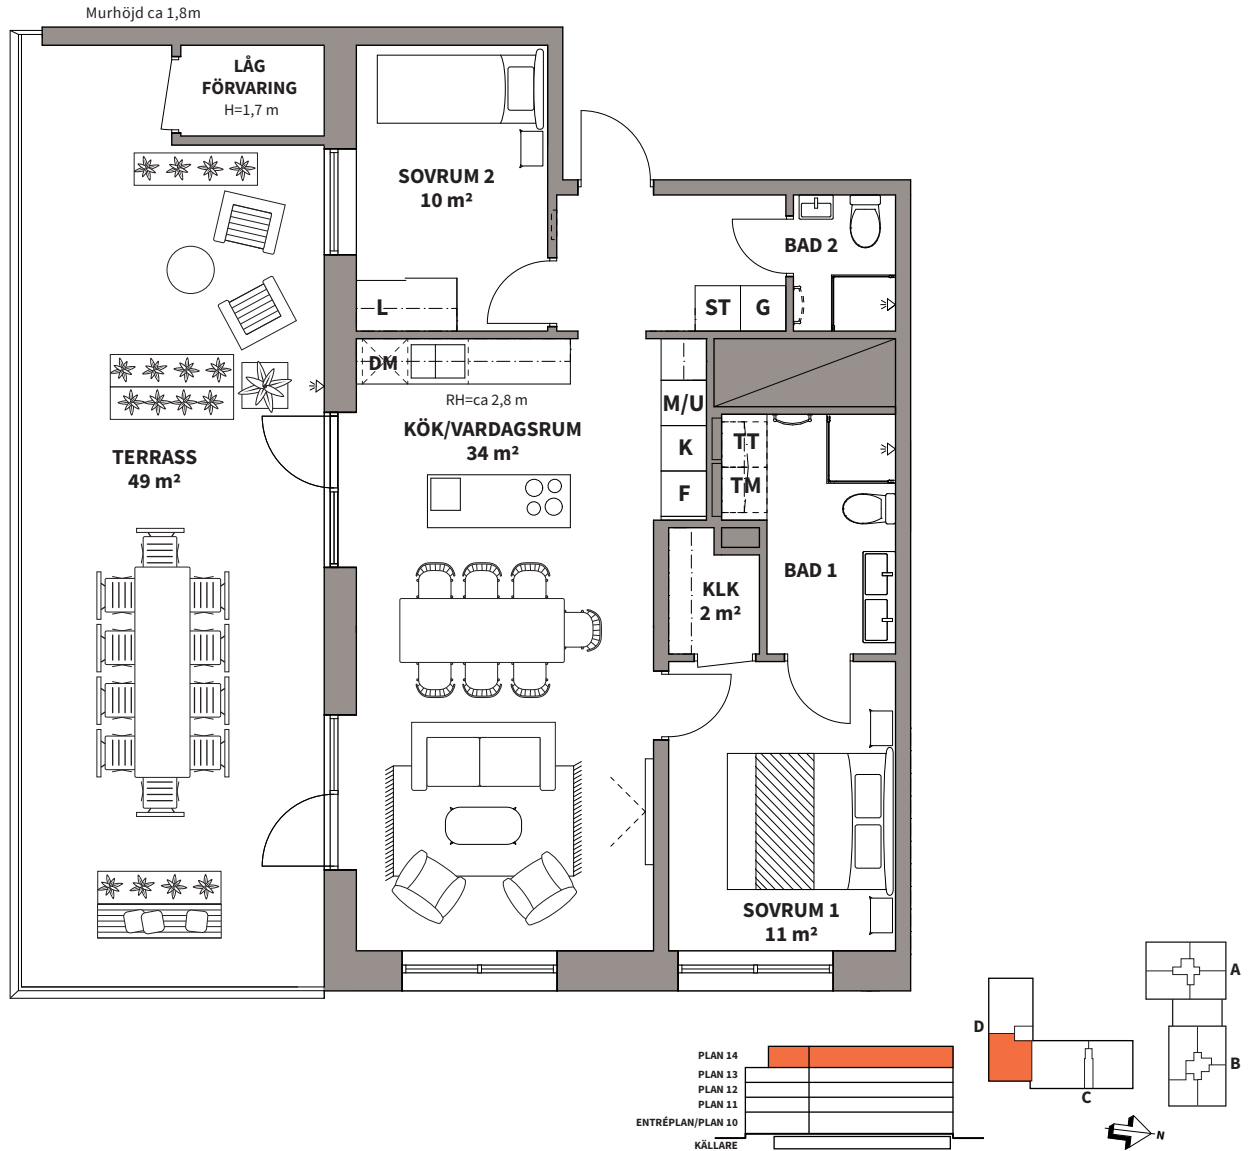 Murhöjd ca 1,8m
LÅG
FÖRVARING
H=1,7 m
SOVRUM 2
10 m²
BAD 2
L
ST
G
DM
RH=ca 2,8 m
KÖK/VARDAGSRUM
34 m²
M/U
K
F
TT
TM
TERRASS
49 m²
BAD 1
KLK
2 m²
SOVRUM 1
11 m²
PLAN 14
PLAN 13
PLAN 12
PLAN 11
ENTRÉPLAN/PLAN 10
KÄLLARE
D
C
A
B
N